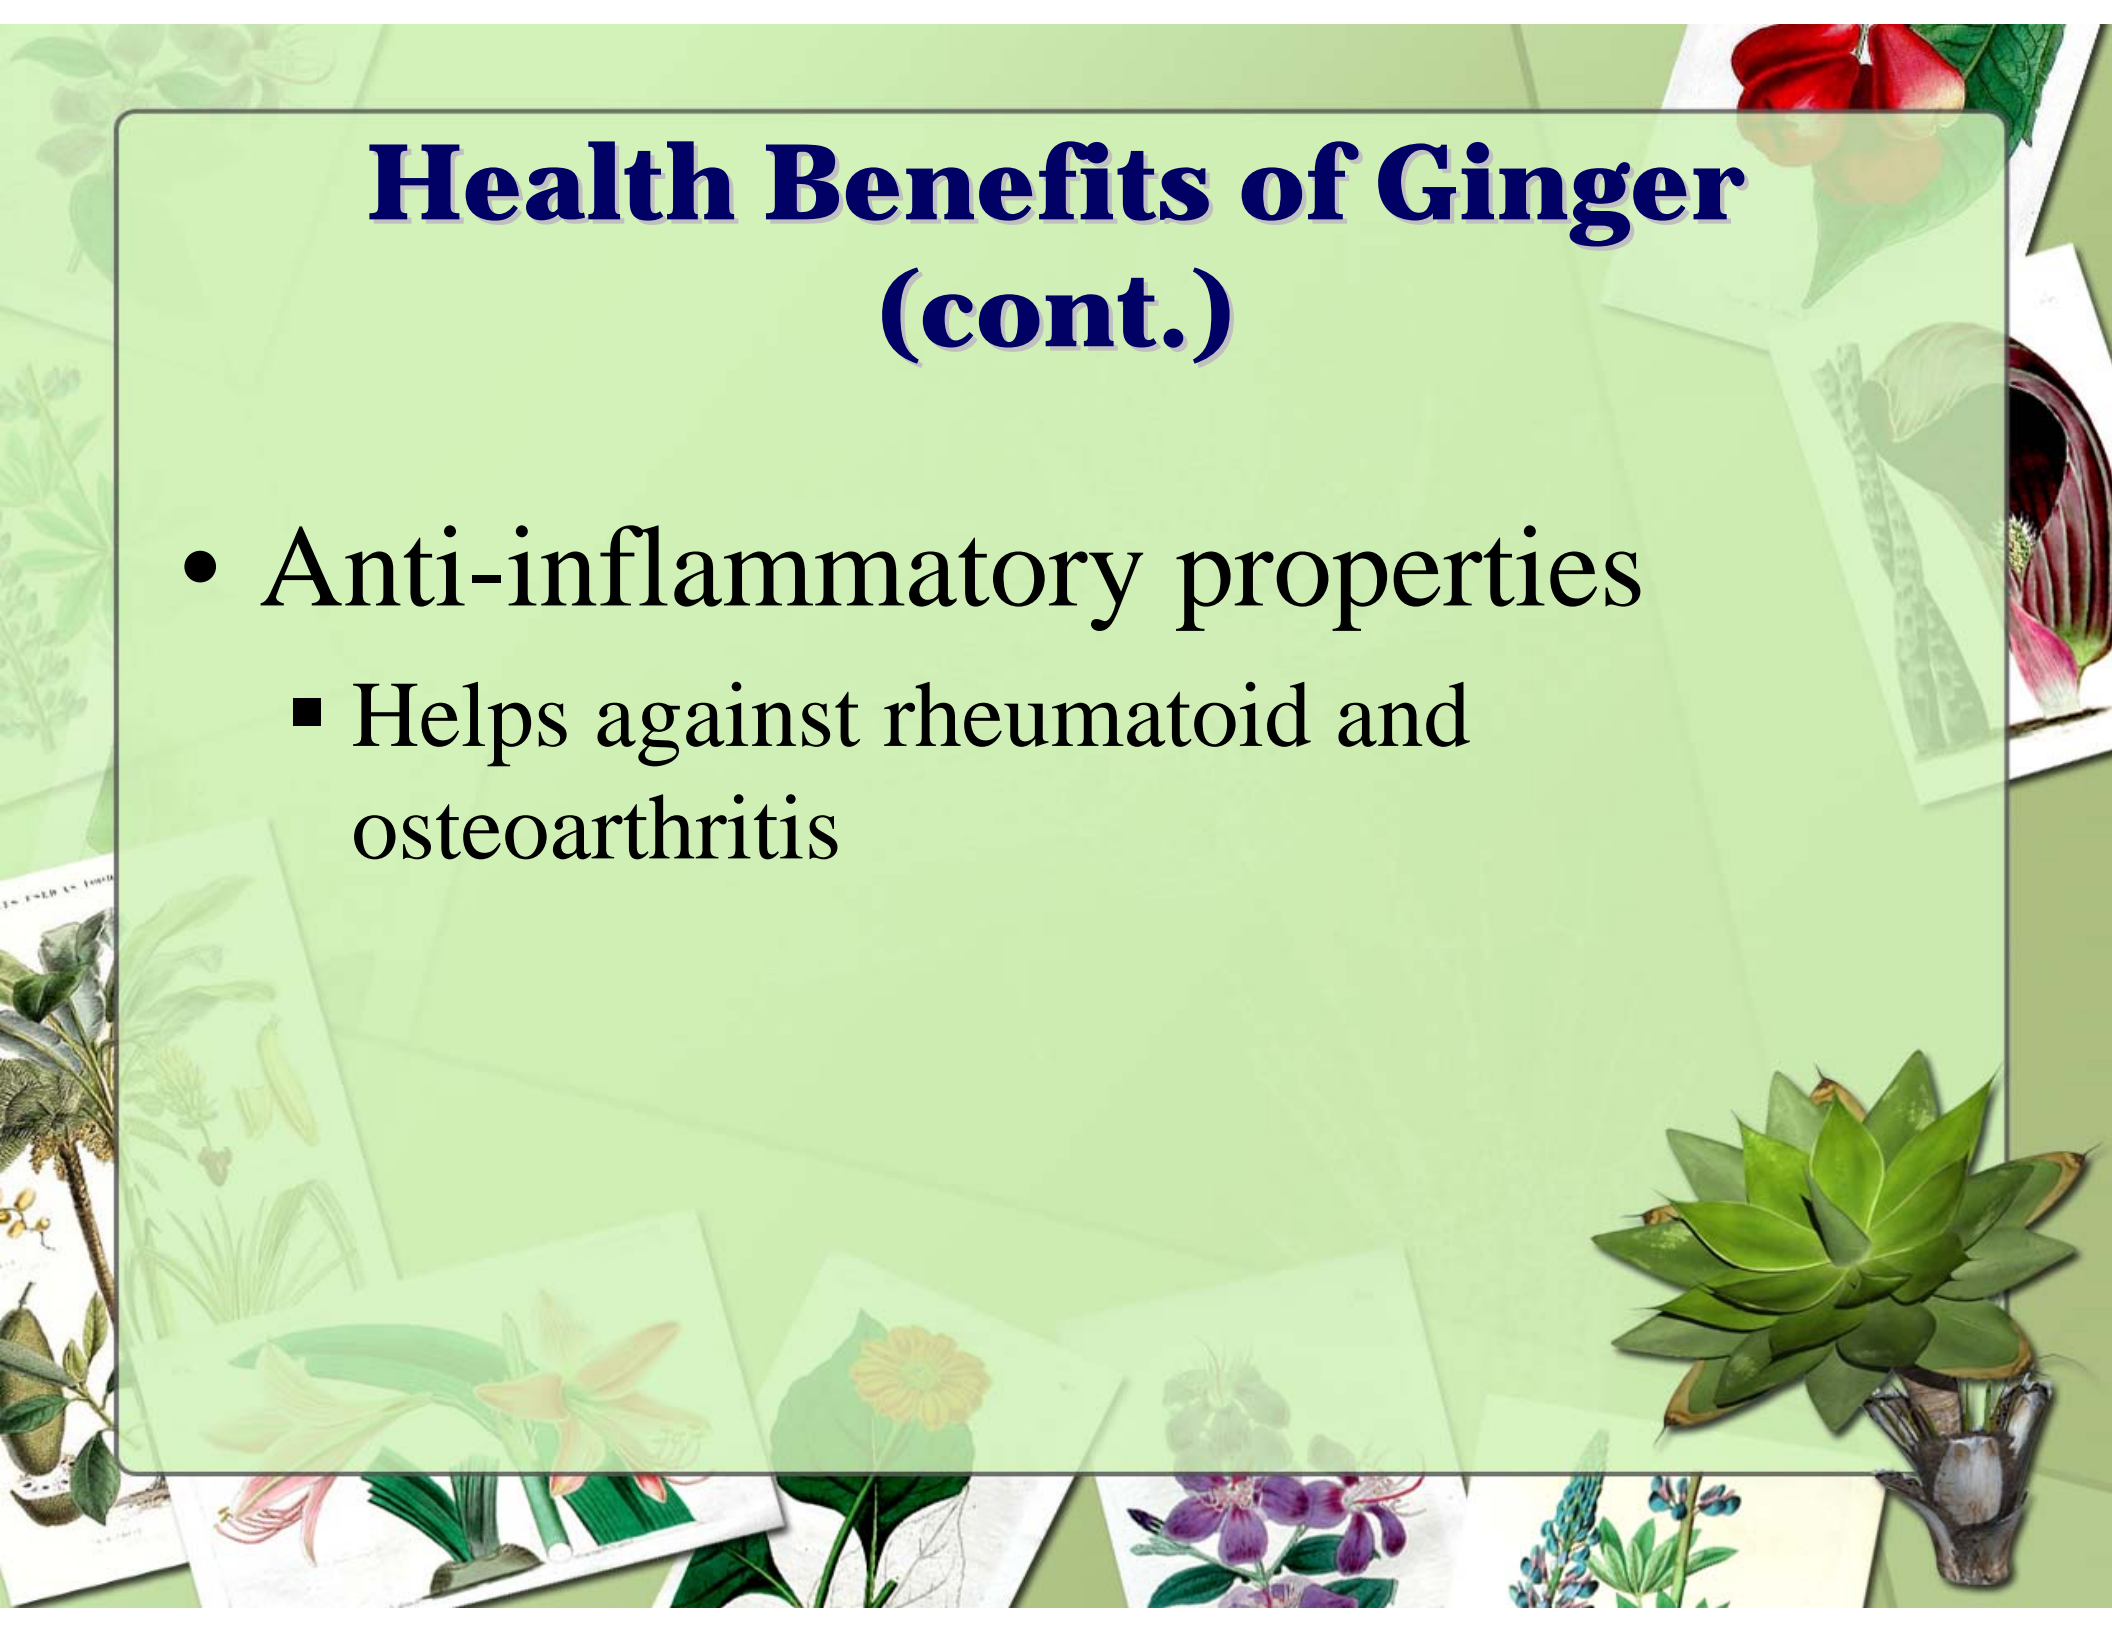 Health Benefits of Ginger
(cont.)
• Anti-inflammatory properties
▪ Helps against rheumatoid and
osteoarthritis